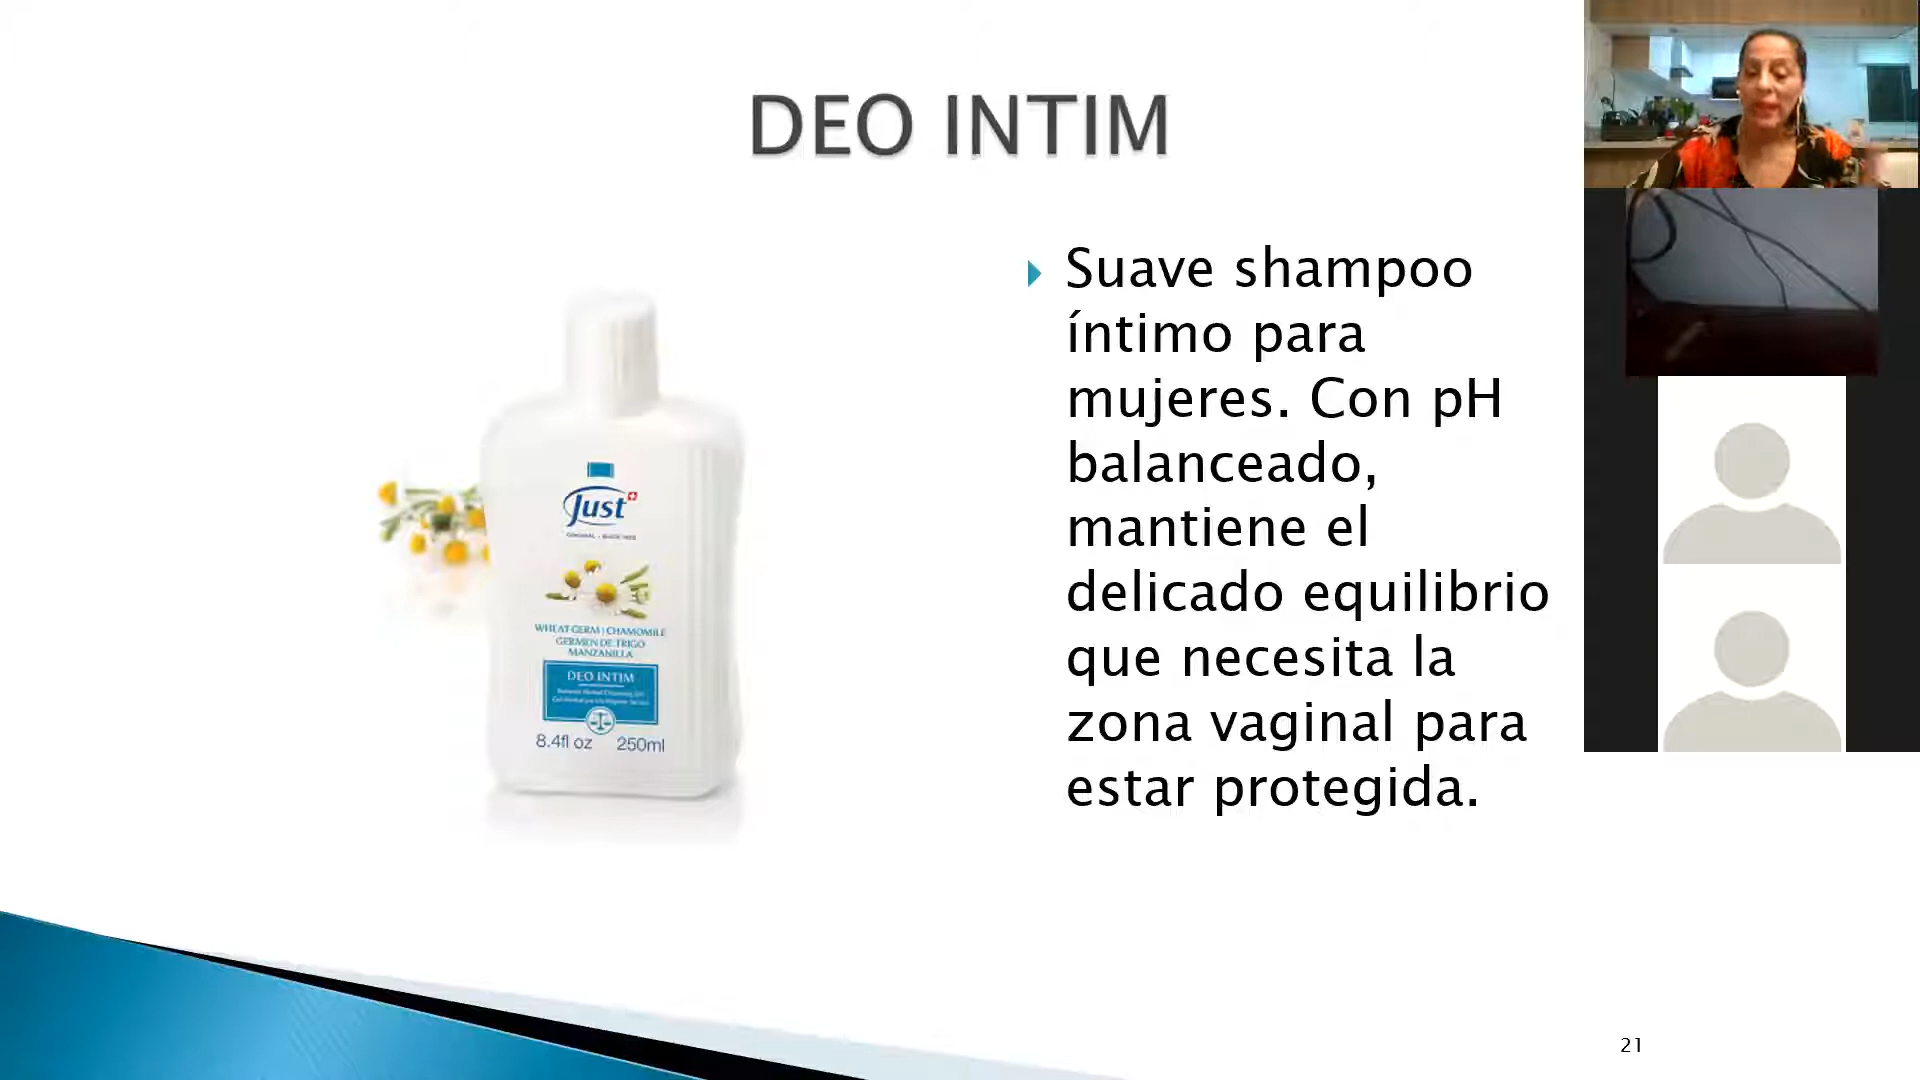 DEO INTIM
Suave shampoo
íntimo para
mujeres. Con pH
balanceado,
mantiene el
delicado equilibrio
que necesita la
zona vaginal para
estar protegida.
Just
WHEAT GERM | CHAMOMILE
GERMEN DE TRIGO
MANZANILLA
DEO INTIM
8.4fl oz 250ml
21